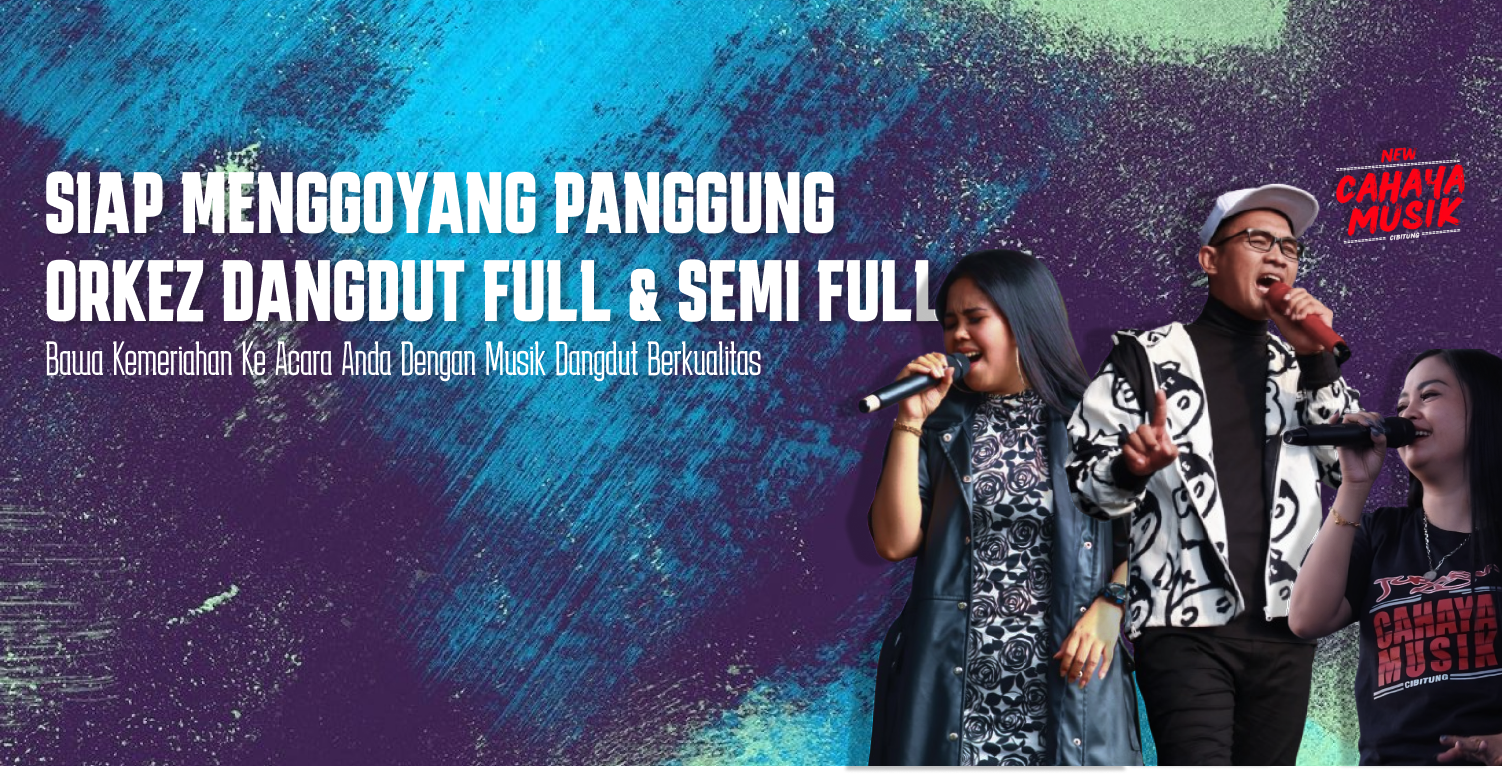 SIAP MENGGOYANG PANGGUNG
ORKEZ DANGDUT FULL & SEMI FULL
Bawa Kemeriahan Ke Acara Anda Dengan Musik Dangdut Berkualitas
NEW
CAHAYA
MUSIK
CIBITUNG
CAHAYA
MUSIK
CIBITUNG